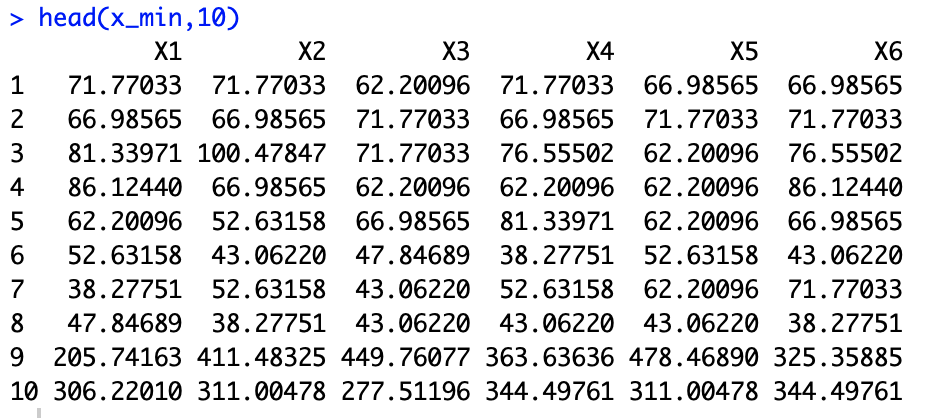 > head(x_min,10)
X1 X2 X3 X4 X5 X6
1 71.77033 71.77033 62.20096 71.77033 66.98565 66.98565
2 66.98565 66.98565 71.77033 66.98565 71.77033 71.77033
3 81.33971 100.47847 71.77033 76.55502 62.20096 76.55502
4 86.12440 66.98565 62.20096 62.20096 62.20096 86.12440
5 62.20096 52.63158 66.98565 81.33971 62.20096 66.98565
6 52.63158 43.06220 47.84689 38.27751 52.63158 43.06220
7 38.27751 52.63158 43.06220 52.63158 62.20096 71.77033
8 47.84689 38.27751 43.06220 43.06220 43.06220 38.27751
9 205.74163 411.48325 449.76077 363.63636 478.46890 325.35885
10 306.22010 311.00478 277.51196 344.49761 311.00478 344.49761